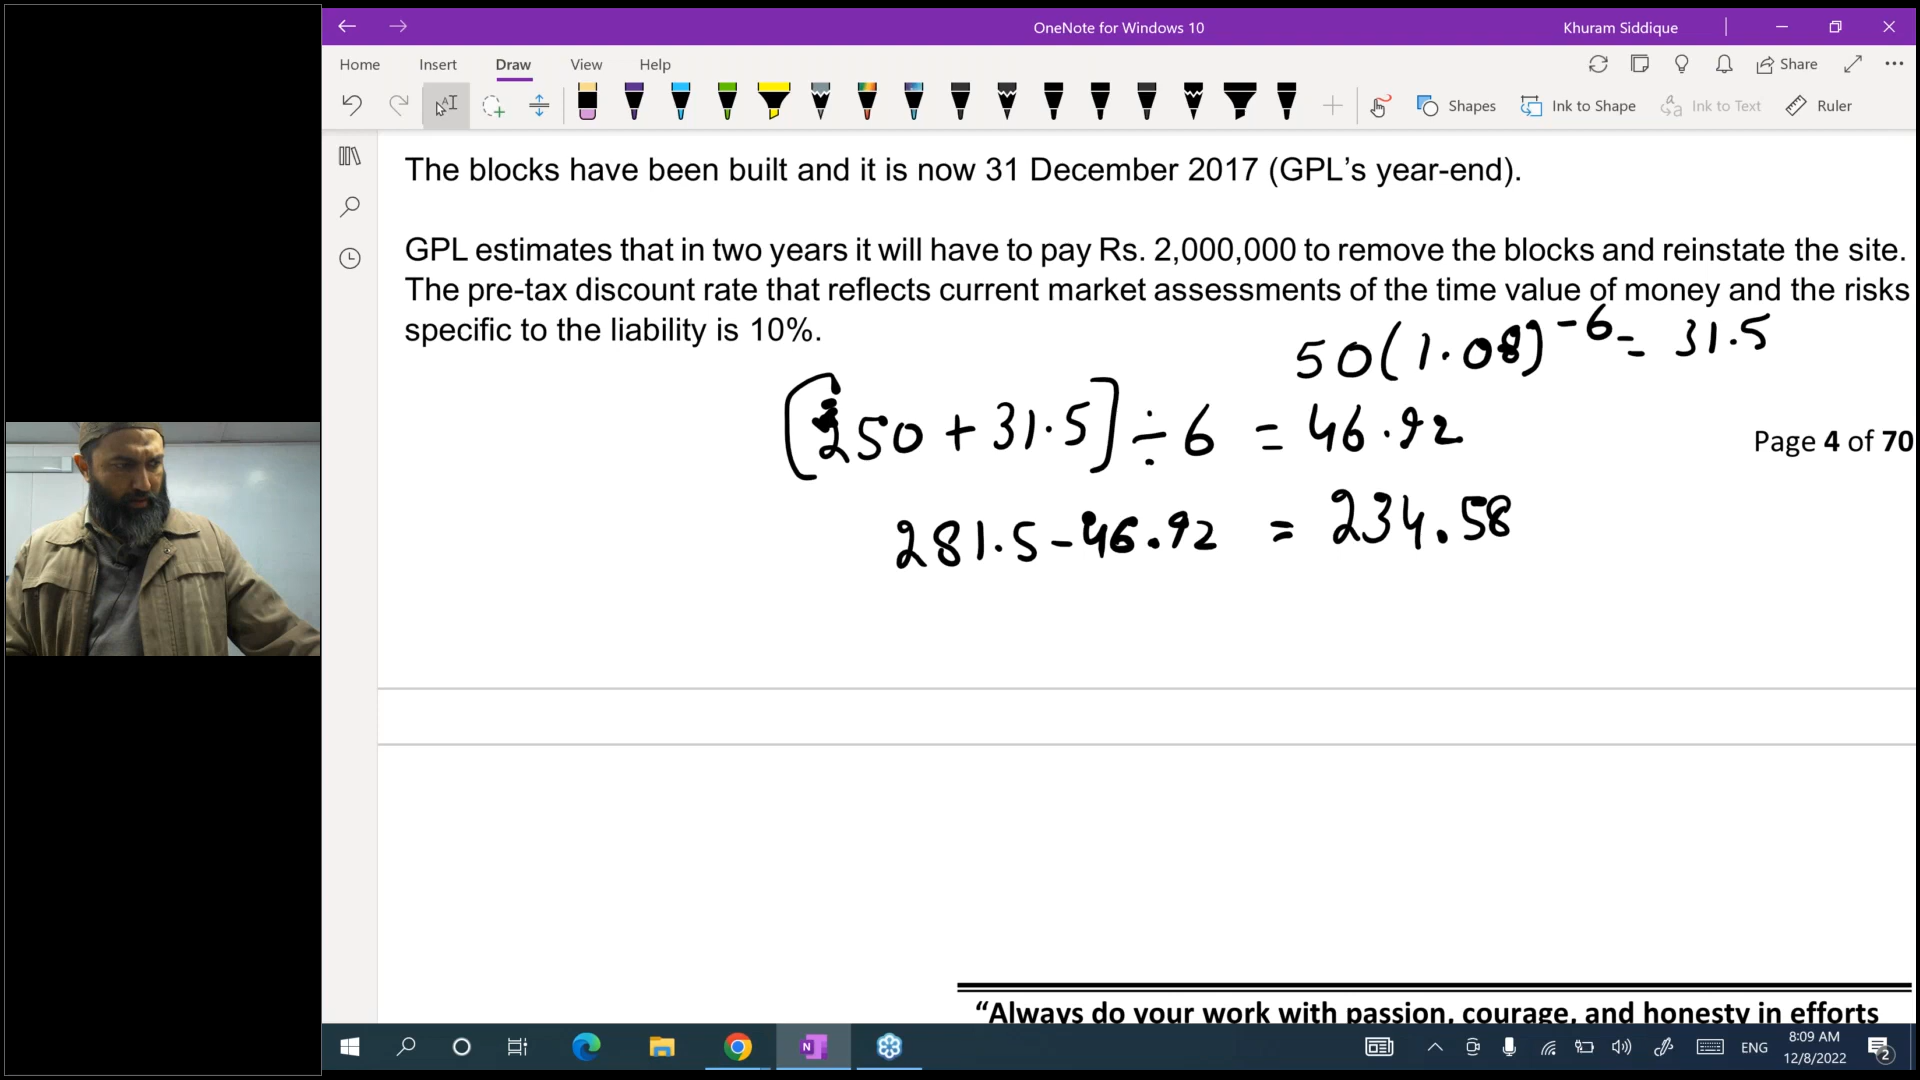 OneNote for Windows 10
Khuram Siddique
Home Insert Draw View Help
Share
Shapes Ink to Shape Ink to Text Ruler
The blocks have been built and it is now 31 December 2017 (GPL’s year-end).
GPL estimates that in two years it will have to pay Rs. 2,000,000 to remove the blocks and reinstate the site.
The pre-tax discount rate that reflects current market assessments of the time value of money and the risks
specific to the liability is 10%.
50(1.08)⁻⁶ = 31.5
[250 + 31.5] ÷ 6 = 46.92
Page 4 of 70
281.5 - 46.92 = 234.58
“Always do your work with passion, courage, and honesty in efforts
8:09 AM
ENG
12/8/2022
2